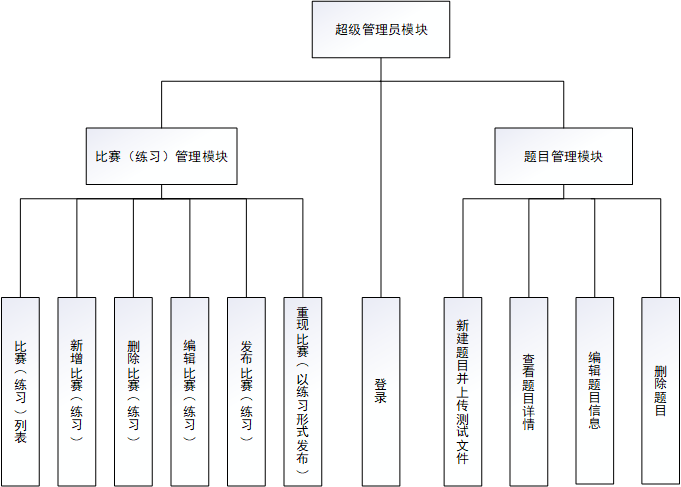 超级管理员模块
比赛（练习）管理模块
题目管理模块
比赛（练习）列表
新增比赛（练习）
删除比赛（练习）
编辑比赛（练习）
发布比赛（练习）
重现比赛（以练习形式发布）
登录
新建题目并上传测试文件
查看题目详情
编辑题目信息
删除题目